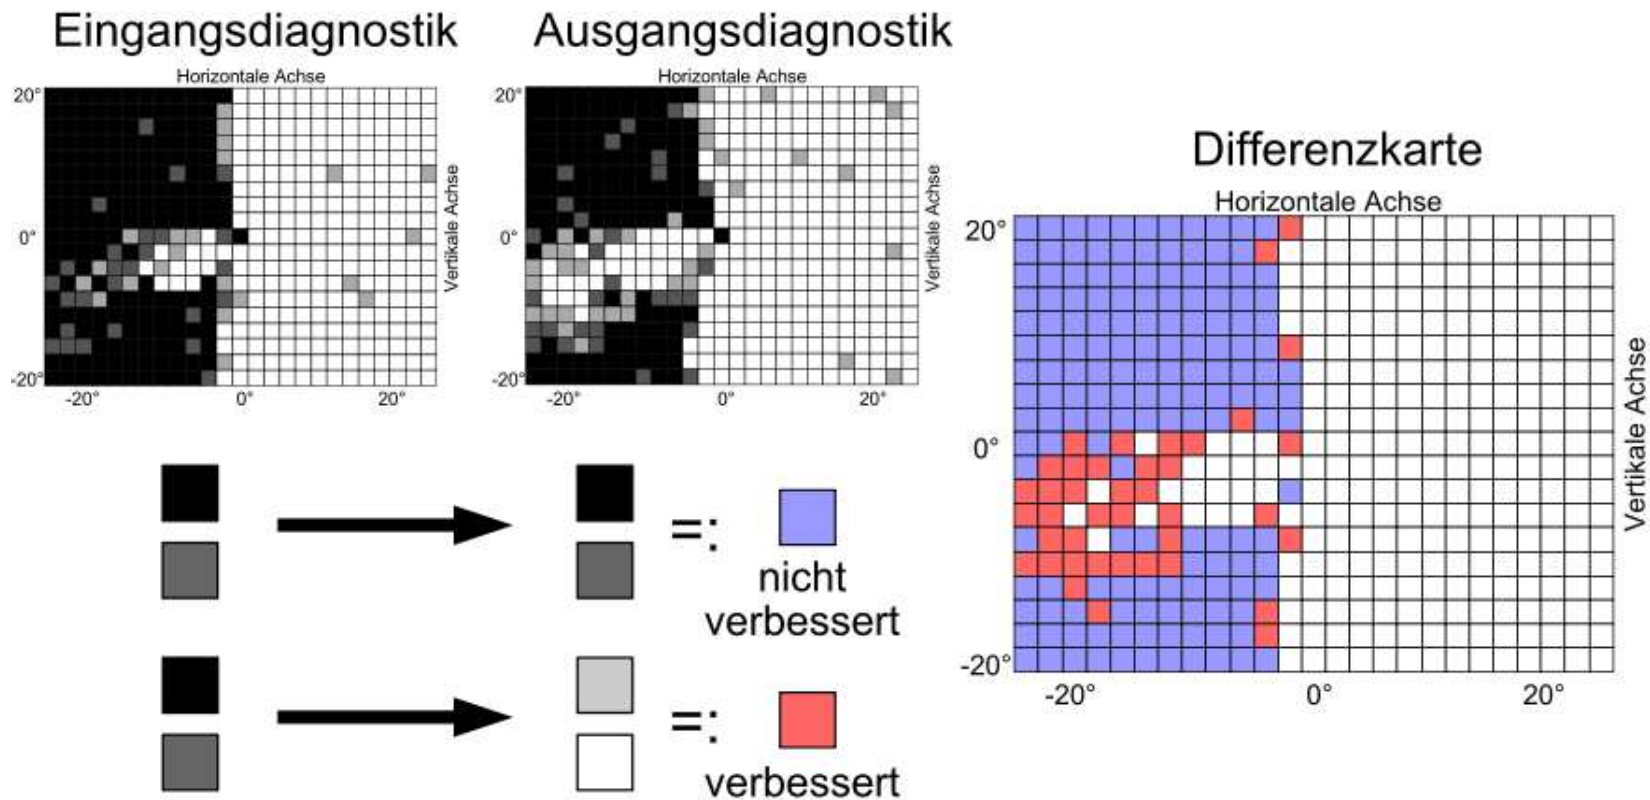 Eingangsdiagnostik
Horizontale Achse
20°
0°
-20°
-20°
0°
20°
Vertikale Achse
Ausgangsdiagnostik
Horizontale Achse
20°
0°
-20°
-20°
0°
20°
Vertikale Achse
Differenzkarte
Horizontale Achse
20°
0°
-20°
-20°
0°
20°
Vertikale Achse
=:
nicht
verbessert
=:
verbessert